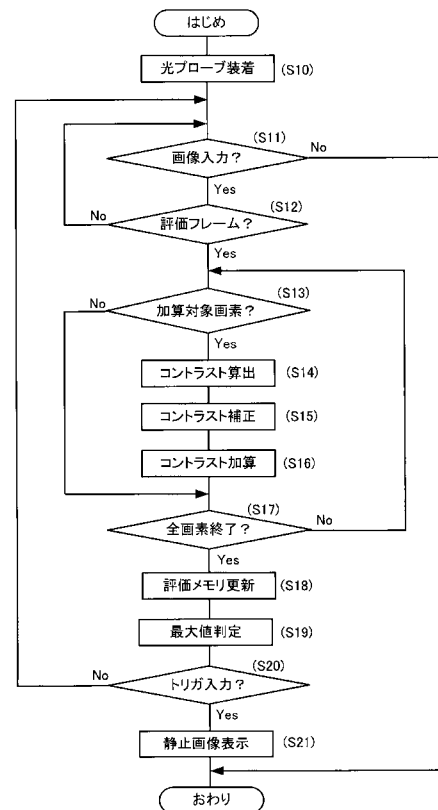 はじめ
光プローブ装着 (S10)
(S11)
画像入力？ No
Yes
(S12)
No 評価フレーム？
Yes
(S13)
No 加算対象画素？
Yes
コントラスト算出 (S14)
コントラスト補正 (S15)
コントラスト加算 (S16)
(S17)
全画素終了？ No
Yes
評価メモリ更新 (S18)
最大値判定 (S19)
(S20)
No トリガ入力？
Yes
静止画像表示 (S21)
おわり